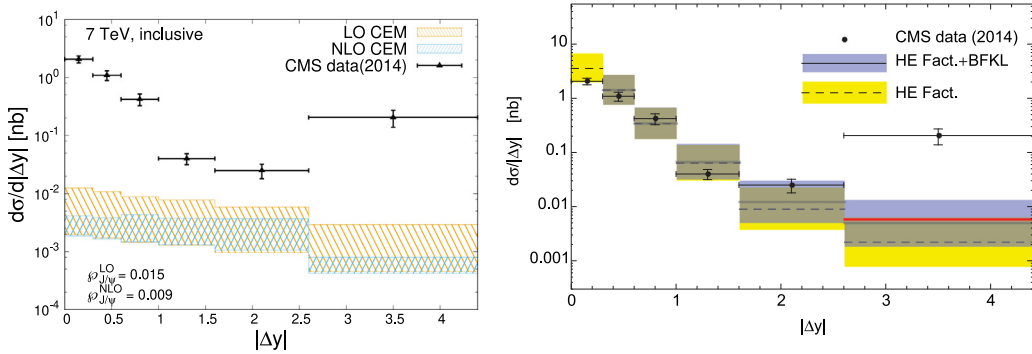 7 TeV, inclusive
LO CEM
NLO CEM
CMS data(2014)
dσ/d|Δy| [nb]
10^1
10^0
10^-1
10^-2
10^-3
10^-4
℘^LO_J/ψ = 0.015
℘^NLO_J/ψ = 0.009
0 0.5 1 1.5 2 2.5 3 3.5 4
|Δy|
CMS data (2014)
HE Fact.+BFKL
HE Fact.
dσ/|Δy| [nb]
10
1
0.1
0.01
0.001
0 1 2 3 4
|Δy|